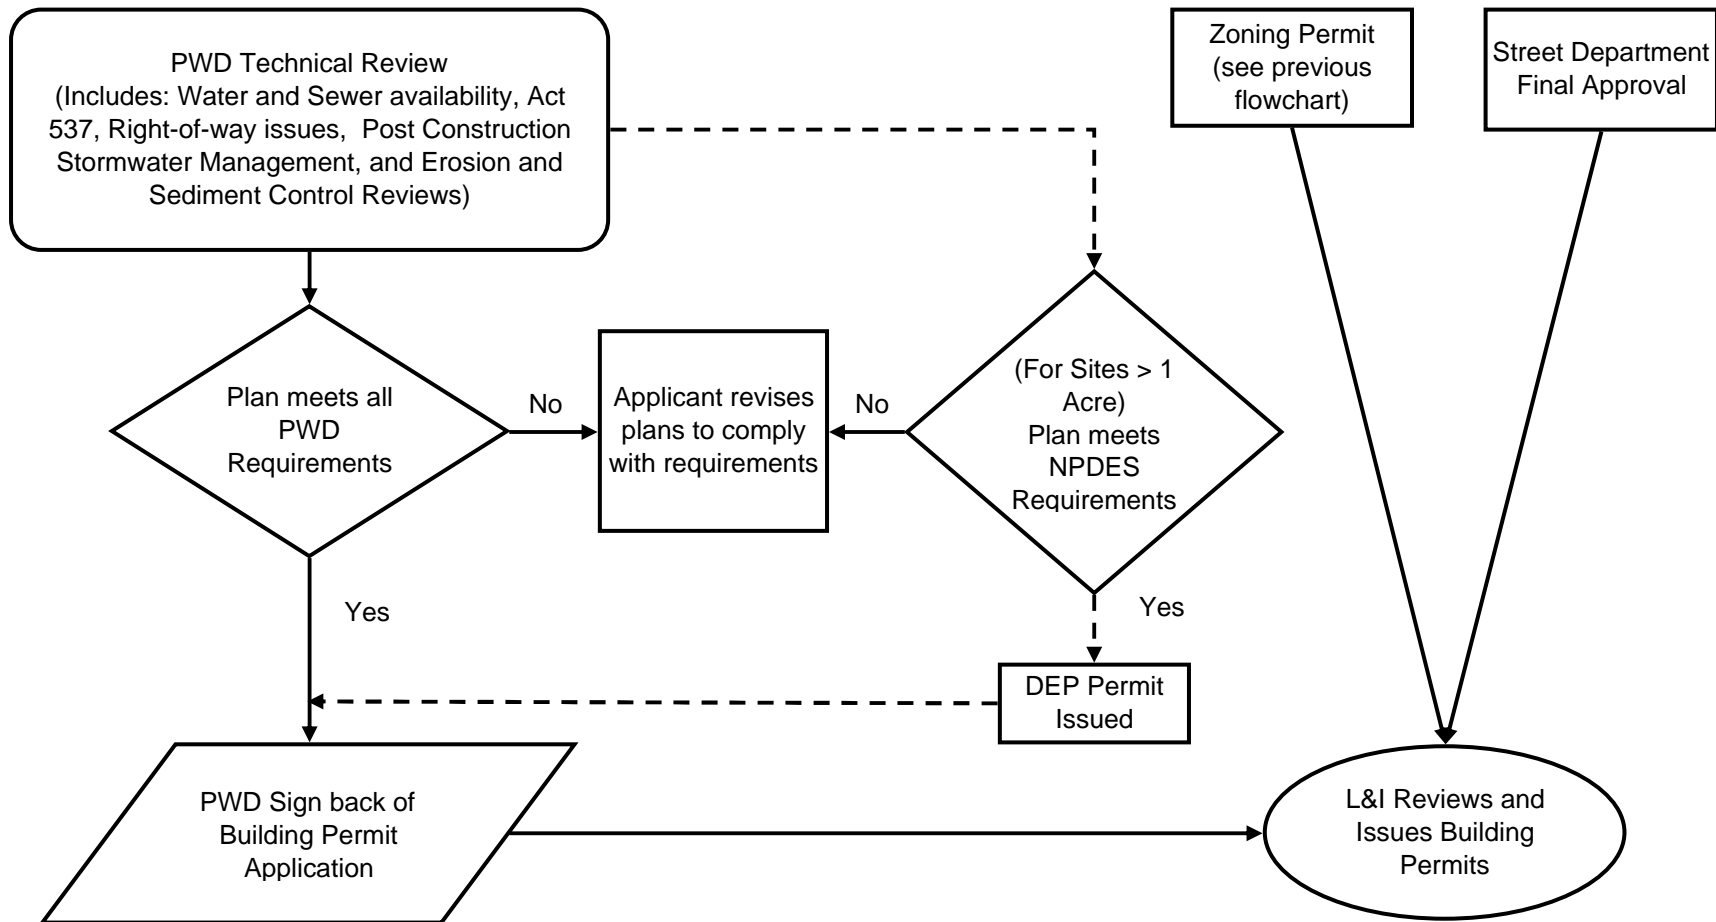 PWD Technical Review
(Includes: Water and Sewer availability, Act
537, Right-of-way issues,  Post Construction
Stormwater Management, and Erosion and
Sediment Control Reviews)
Zoning Permit
(see previous
flowchart)
Street Department
Final Approval
Plan meets all
PWD
Requirements
No
Applicant revises
plans to comply
with requirements
No
(For Sites > 1
Acre)
Plan meets
NPDES
Requirements
Yes
Yes
DEP Permit
Issued
PWD Sign back of
Building Permit
Application
L&I Reviews and
Issues Building
Permits